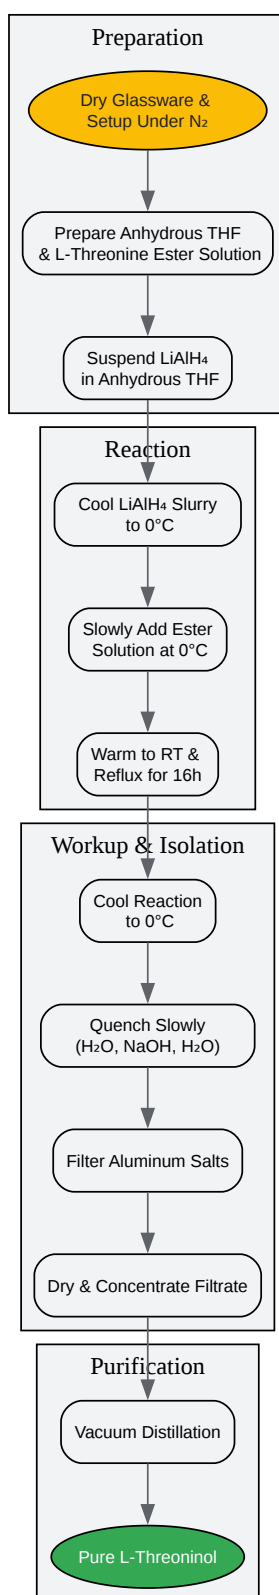 Preparation
Dry Glassware &
Setup Under N₂
Prepare Anhydrous THF
& L-Threonine Ester Solution
Suspend LiAlH₄
in Anhydrous THF
Reaction
Cool LiAlH₄ Slurry
to 0°C
Slowly Add Ester
Solution at 0°C
Warm to RT &
Reflux for 16h
Workup & Isolation
Cool Reaction
to 0°C
Quench Slowly
(H₂O, NaOH, H₂O)
Filter Aluminum Salts
Dry & Concentrate Filtrate
Purification
Vacuum Distillation
Pure L-Threoninol